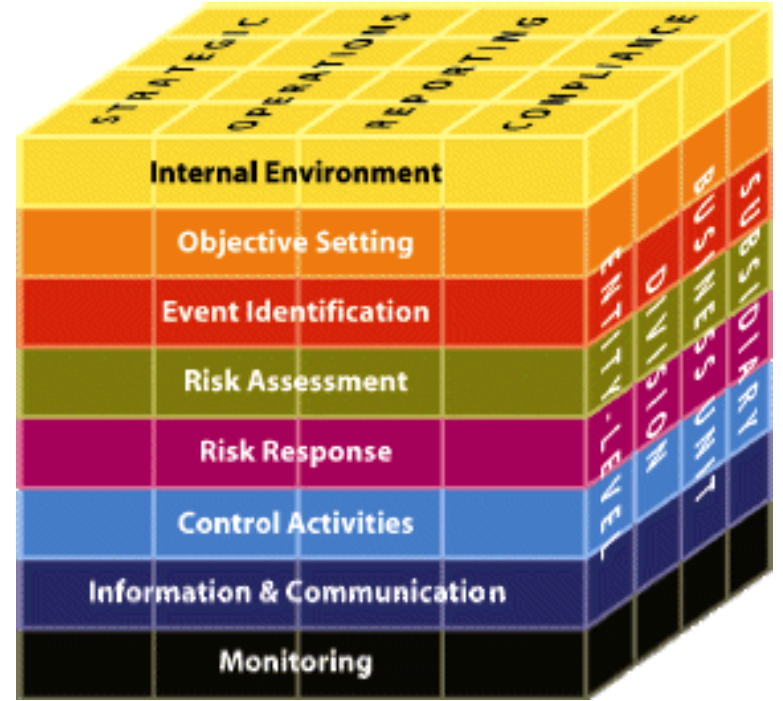 STRATEGIC
OPERATIONS
REPORTING
COMPLIANCE
Internal Environment
Objective Setting
Event Identification
Risk Assessment
Risk Response
Control Activities
Information & Communication
Monitoring
ENTITY-LEVEL
DIVISION
BUSINESS UNIT
SUBSIDIARY